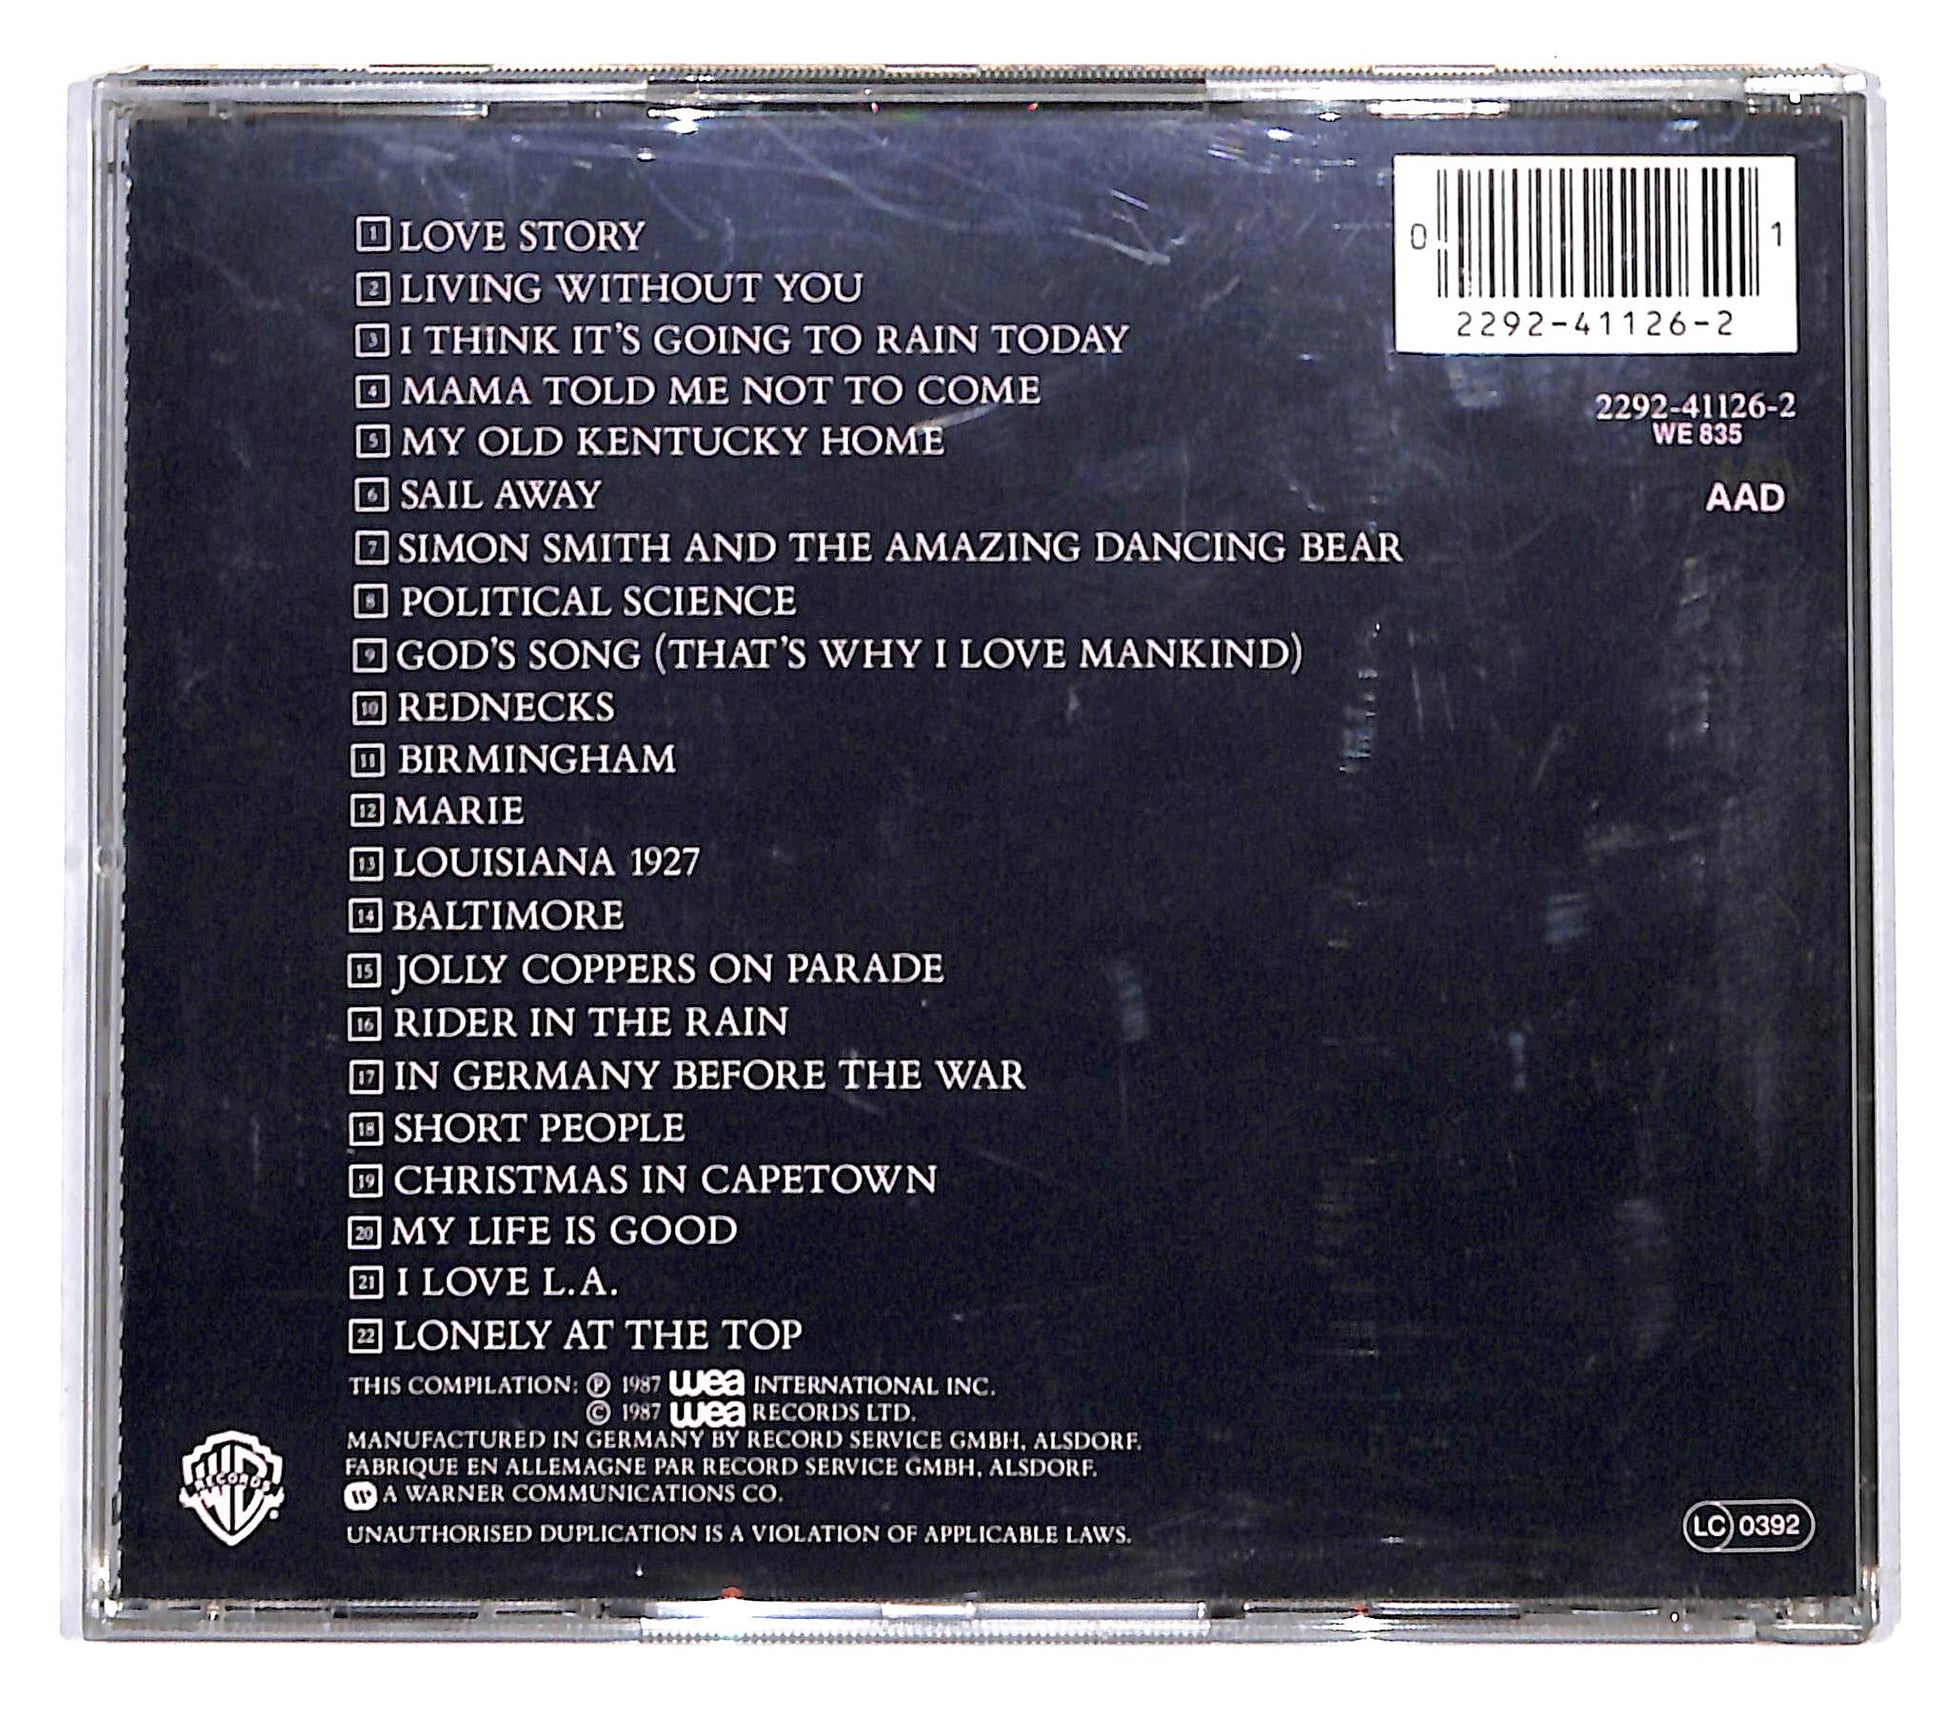 1 LOVE STORY
2 LIVING WITHOUT YOU
3 I THINK IT'S GOING TO RAIN TODAY
4 MAMA TOLD ME NOT TO COME
5 MY OLD KENTUCKY HOME
6 SAIL AWAY
7 SIMON SMITH AND THE AMAZING DANCING BEAR
8 POLITICAL SCIENCE
9 GOD'S SONG (THAT'S WHY I LOVE MANKIND)
10 REDNECKS
11 BIRMINGHAM
12 MARIE
13 LOUISIANA 1927
14 BALTIMORE
15 JOLLY COPPERS ON PARADE
16 RIDER IN THE RAIN
17 IN GERMANY BEFORE THE WAR
18 SHORT PEOPLE
19 CHRISTMAS IN CAPETOWN
20 MY LIFE IS GOOD
21 I LOVE L.A.
22 LONELY AT THE TOP
THIS COMPILATION: ℗ 1987 wea INTERNATIONAL INC.
© 1987 wea RECORDS LTD.
MANUFACTURED IN GERMANY BY RECORD SERVICE GMBH, ALSDORF.
FABRIQUE EN ALLEMAGNE PAR RECORD SERVICE GMBH, ALSDORF.
A WARNER COMMUNICATIONS CO.
UNAUTHORISED DUPLICATION IS A VIOLATION OF APPLICABLE LAWS.
WB RECORDS ®
0 1
2292-41126-2
2292-41126-2
WE 835
AAD
LC 0392